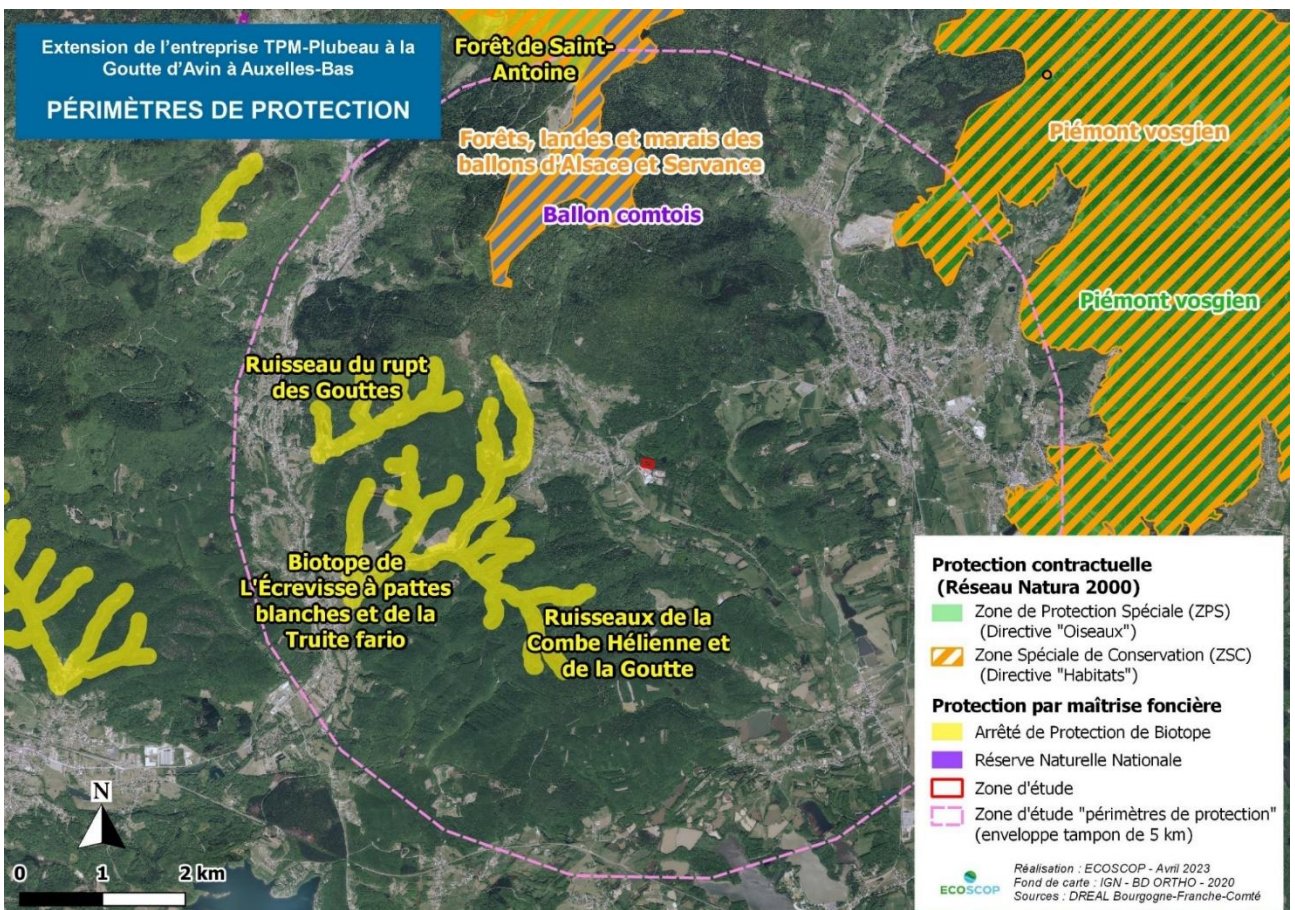 Extension de l'entreprise TPM-Plubeau à la
Goutte d'Avin à Auxelles-Bas
PÉRIMÈTRES DE PROTECTION
Forêt de Saint-
Antoine
Forêts, landes et marais des
ballons d'Alsace et Servance
Ballon comtois
Piémont vosgien
Piémont vosgien
Ruisseau du rupt
des Gouttes
Biotope de
L'Écrevisse à pattes
blanches et de la
Truite fario
Ruisseaux de la
Combe Hélienne et
de la Goutte
Protection contractuelle
(Réseau Natura 2000)
Zone de Protection Spéciale (ZPS)
(Directive "Oiseaux")
Zone Spéciale de Conservation (ZSC)
(Directive "Habitats")
Protection par maîtrise foncière
Arrêté de Protection de Biotope
Réserve Naturelle Nationale
Zone d'étude
Zone d'étude "périmètres de protection"
(enveloppe tampon de 5 km)
N
0 1 2 km
ECOSCOP
Réalisation : ECOSCOP - Avril 2023
Fond de carte : IGN - BD ORTHO - 2020
Sources : DREAL Bourgogne-Franche-Comté